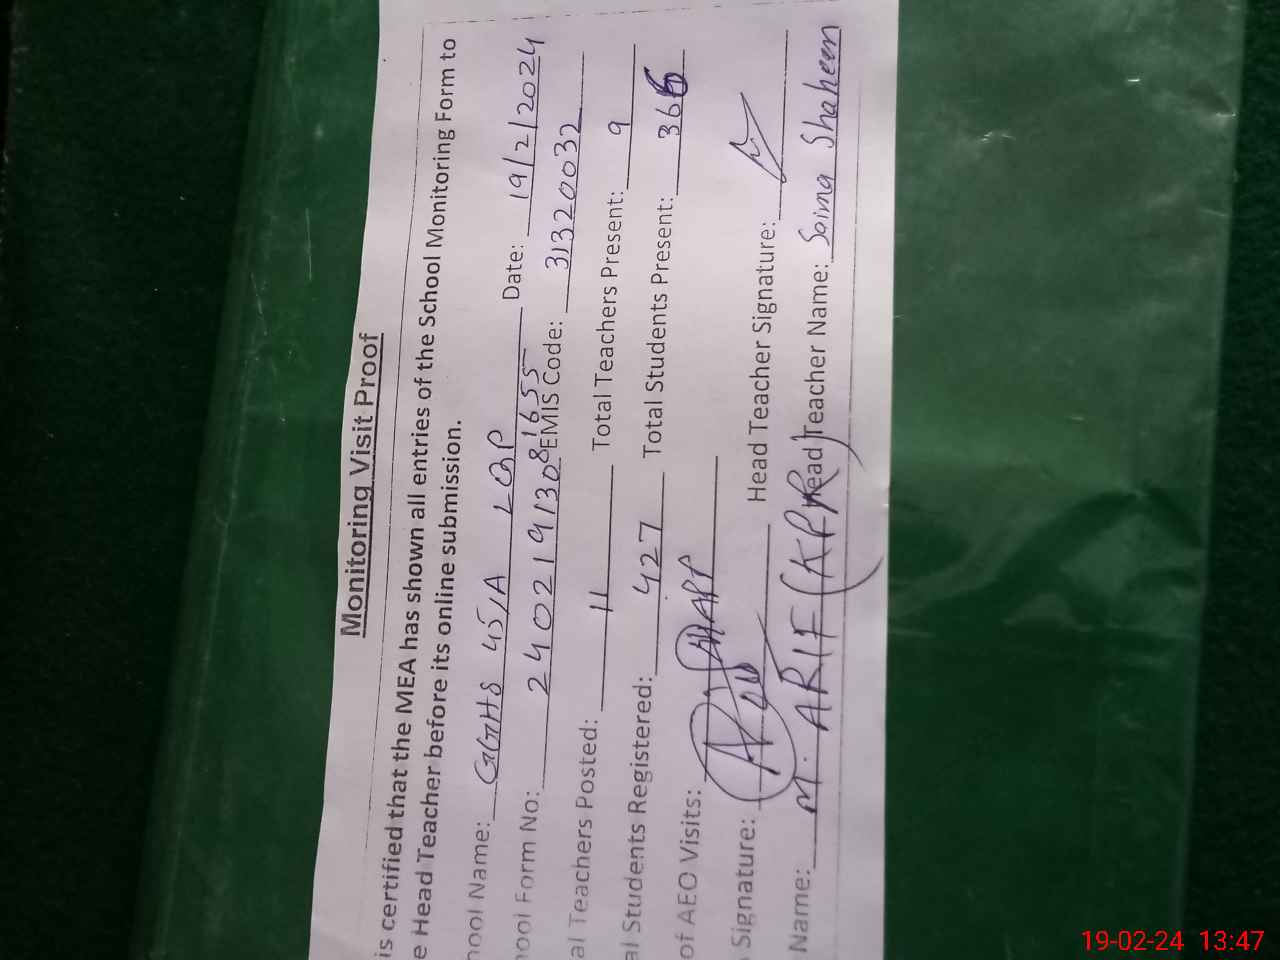 Monitoring Visit Proof
is certified that the MEA has shown all entries of the School Monitoring Form to
e Head Teacher before its online submission.
hool Name: GGHS 45/A LQP Date: 19/2/2024
hool Form No: 24021913081655 EMIS Code: 31320032
al Teachers Posted: 11 Total Teachers Present: 9
al Students Registered: 427 Total Students Present: 366
of AEO Visits:
Signature: Head Teacher Signature:
Name: M. ARIF (KPR) Head Teacher Name: Saima Shaheen
19-02-24 13:47